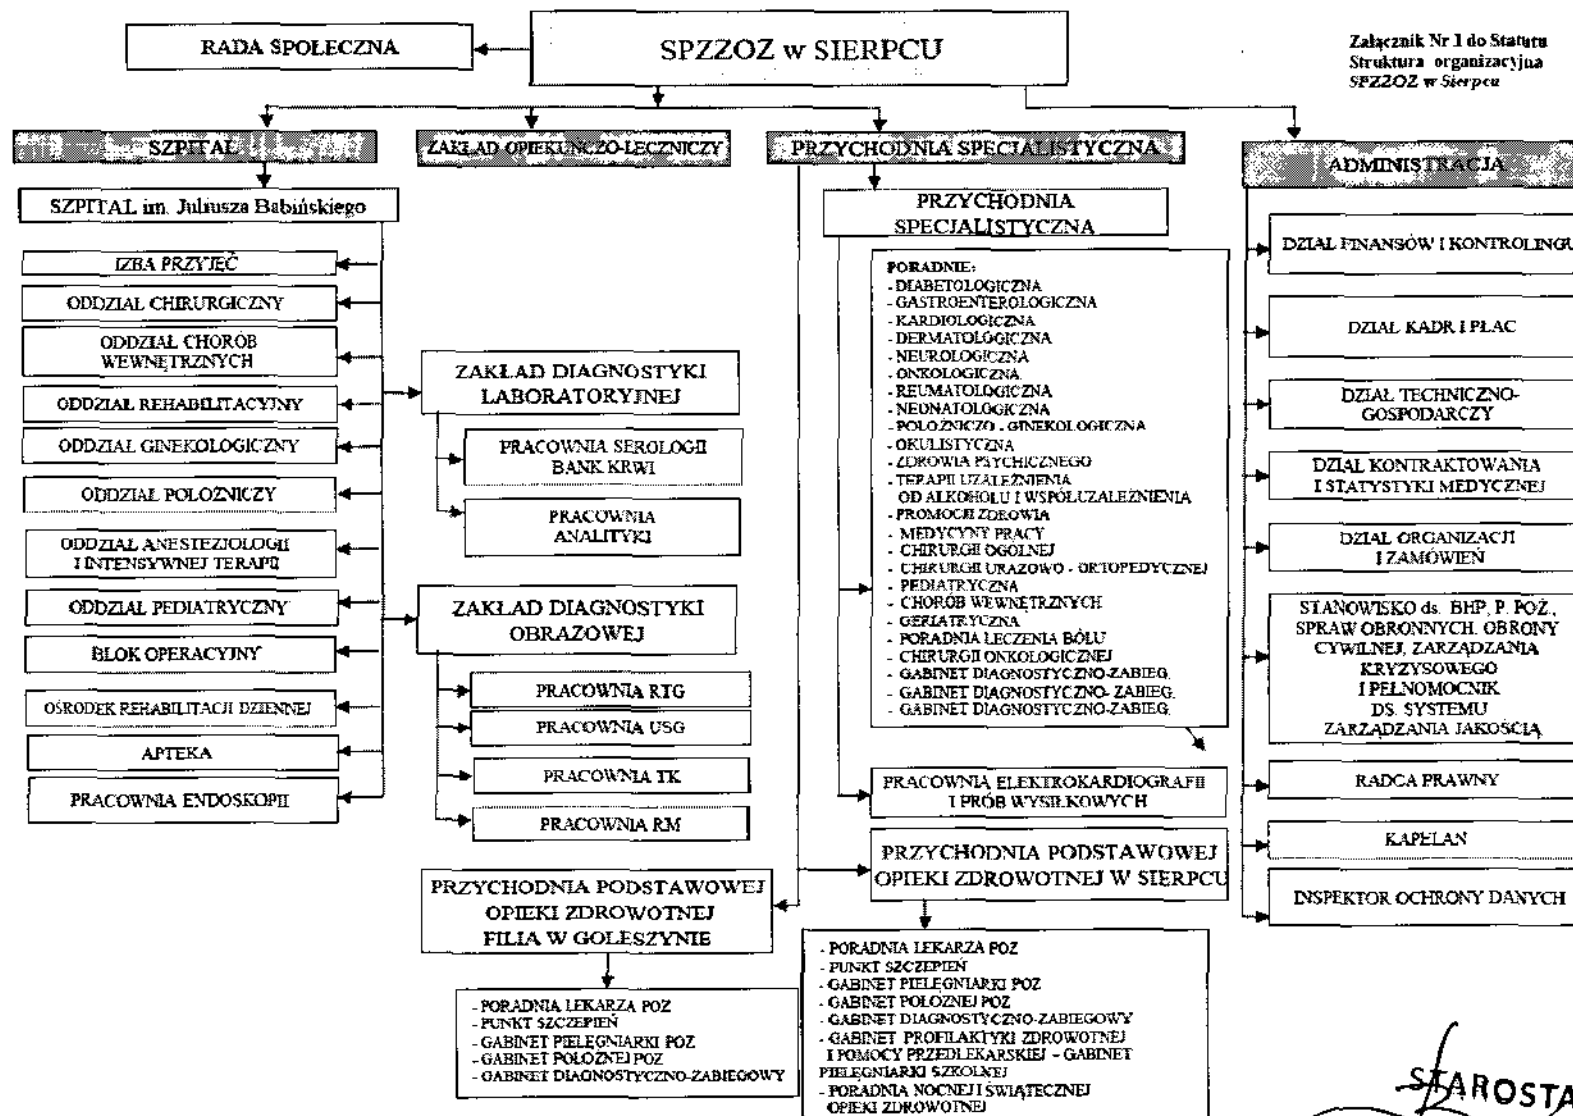 RADA SPOŁECZNA
SPZZOZ w SIERPCU
Załącznik Nr 1 do Statutu
Struktura organizacyjna
SPZZOZ w Sierpcu
SZPITAL
ZAKŁAD OPIEKUŃCZO-LECZNICZY
PRZYCHODNIA SPECIALISTYCZNA
ADMINISTRACJA
SZPITAL im. Juliusza Babińskiego
IZBA PRZYJĘĆ
ODDZIAŁ CHIRURGICZNY
ODDZIAŁ CHORÓB
WEWNĘTRZNYCH
ODDZIAŁ REHABILITACYJNY
ODDZIAŁ GINEKOLOGICZNY
ODDZIAŁ POŁOŻNICZY
ODDZIAŁ ANESTEZJOLOGII
I INTENSYWNEJ TERAPII
ODDZIAŁ PEDIATRYCZNY
BLOK OPERACYJNY
OŚRODEK REHABILITACJI DZIENNEJ
APTEKA
PRACOWNIA ENDOSKOPII
ZAKŁAD DIAGNOSTYKI
LABORATORYJNEJ
PRACOWNIA SEROLOGII
BANK KRWI
PRACOWNIA
ANALITYKI
ZAKŁAD DIAGNOSTYKI
OBRAZOWEJ
PRACOWNIA RTG
PRACOWNIA USG
PRACOWNIA TK
PRACOWNIA RM
PRZYCHODNIA PODSTAWOWEJ
OPIEKI ZDROWOTNEJ
FILIA W GOLESZYNIE
- PORADNIA LEKARZA POZ
- PUNKT SZCZEPIEŃ
- GABINET PIELĘGNIARKI POZ
- GABINET POŁOŻNEJ POZ
- GABINET DIAGNOSTYCZNO-ZABIEGOWY
PRZYCHODNIA
SPECJALISTYCZNA
PORADNIE:
- DIABETOLOGICZNA
- GASTROENTEROLOGICZNA
- KARDIOLOGICZNA
- DERMATOLOGICZNA
- NEUROLOGICZNA
- ONKOLOGICZNA
- REUMATOLOGICZNA
- NEONATOLOGICZNA
- POŁOŻNICZO - GINEKOLOGICZNA
- OKULISTYCZNA
- ZDROWIA PSYCHICZNEGO
- TERAPII UZALEŻNIENIA
OD ALKOHOLU I WSPÓŁUZALEŻNIENIA
- PROMOCJI ZDROWIA
- MEDYCYNY PRACY
- CHIRURGII OGÓLNEJ
- CHIRURGII URAZOWO - ORTOPEDYCZNEJ
- PEDIATRYCZNA
- CHORÓB WEWNĘTRZNYCH
- GERIATRYCZNA
- PORADNIA LECZENIA BÓLU
- CHIRURGII ONKOLOGICZNEJ
- GABINET DIAGNOSTYCZNO-ZABIEG.
- GABINET DIAGNOSTYCZNO- ZABIEG.
- GABINET DIAGNOSTYCZNO-ZABIEG.
PRACOWNIA ELEKTROKARDIOGRAFII
I PRÓB WYSIŁKOWYCH
PRZYCHODNIA PODSTAWOWEJ
OPIEKI ZDROWOTNEJ W SIERPCU
- PORADNIA LEKARZA POZ
- PUNKT SZCZEPIEŃ
- GABINET PIELĘGNIARKI POZ
- GABINET POŁOŻNEJ POZ
- GABINET DIAGNOSTYCZNO-ZABIEGOWY
- GABINET PROFILAKTYKI ZDROWOTNEJ
I POMOCY PRZEDLEKARSKIEJ - GABINET
PIELĘGNIARKI SZKOLNEJ
- PORADNIA NOCNEJ I ŚWIĄTECZNEJ
OPIEKI ZDROWOTNEJ
DZIAŁ FINANSÓW I KONTROLINGU
DZIAŁ KADR I PŁAC
DZIAŁ TECHNICZNO-
GOSPODARCZY
DZIAŁ KONTRAKTOWANIA
I STATYSTYKI MEDYCZNEJ
DZIAŁ ORGANIZACJI
I ZAMÓWIEŃ
STANOWISKO ds. BHP, P. POŻ.,
SPRAW OBRONNYCH, OBRONY
CYWILNEJ, ZARZĄDZANIA
KRYZYSOWEGO
I PEŁNOMOCNIK
DS. SYSTEMU
ZARZĄDZANIA JAKOŚCIĄ
RADCA PRAWNY
KAPELAN
INSPEKTOR OCHRONY DANYCH
STAROSTA